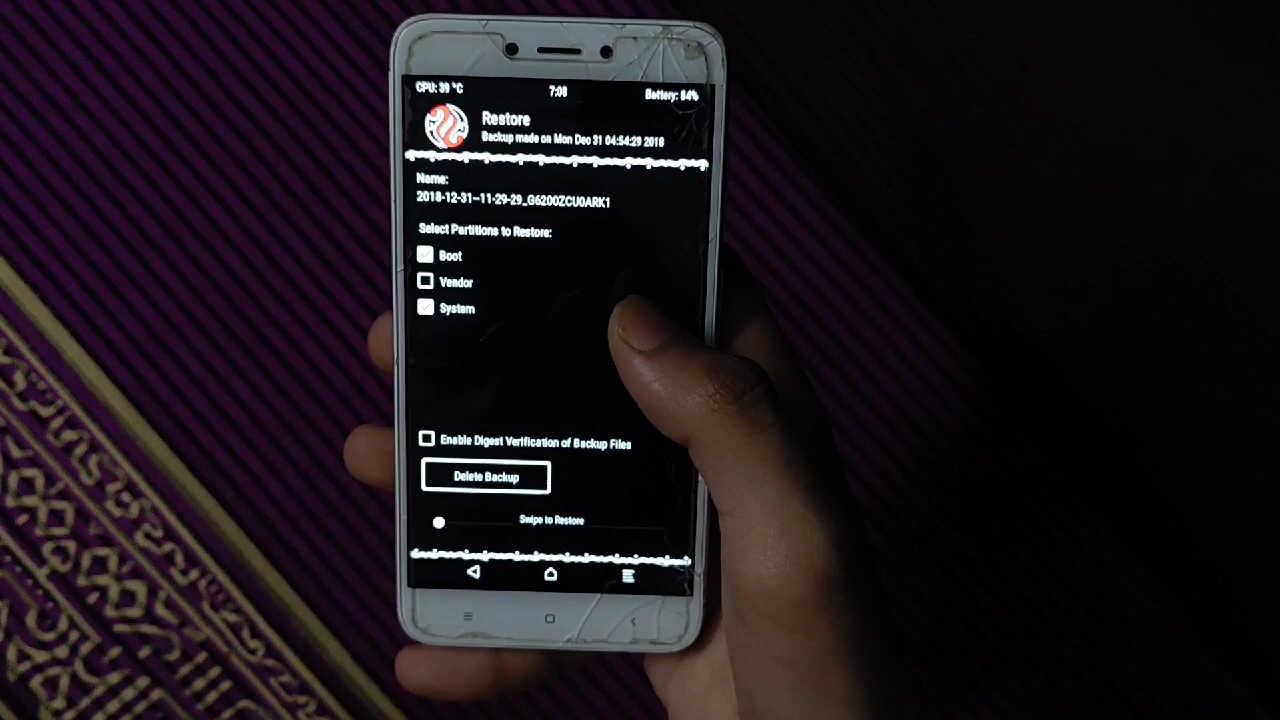 CPU: 39 °C
7:08
Battery: 84%
Restore
Backup made on Mon Dec 31 04:54:29 2018
Name:
2018-12-31--11-29-29_G6200ZCU0ARK1
Select Partitions to Restore:
Boot
Vendor
System
Enable Digest Verification of Backup Files
Delete Backup
Swipe to Restore